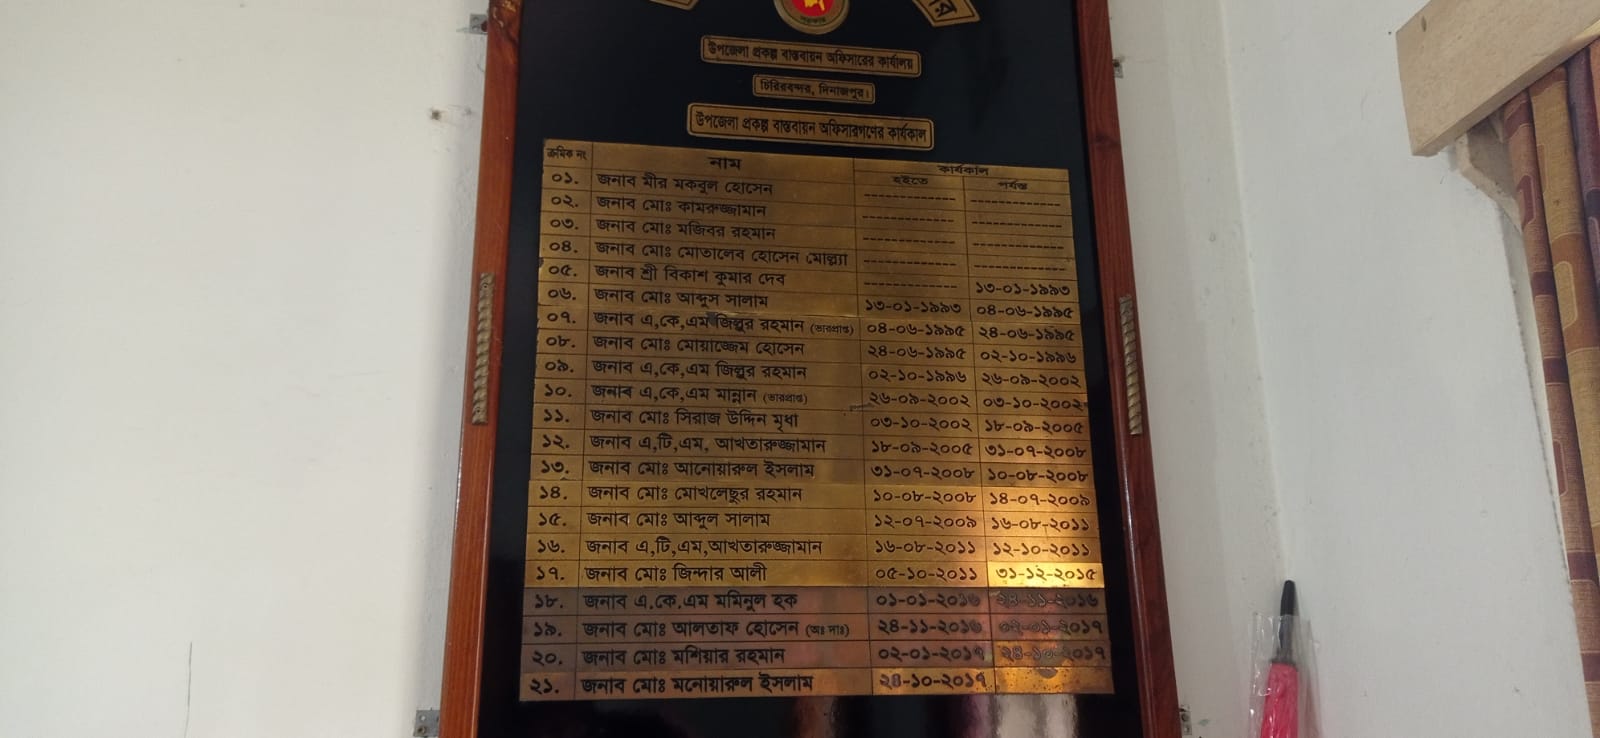 উপজেলা প্রকল্প বাস্তবায়ন অফিসারের কার্যালয়
চিরিরবন্দর, দিনাজপুর।
উপজেলা প্রকল্প বাস্তবায়ন অফিসারগণের কার্যকাল
ক্রমিক নং নাম কার্যকাল
হইতে পর্যন্ত
০১. জনাব মীর মকবুল হোসেন ---------------- ----------------
০২. জনাব মোঃ কামরুজ্জামান ---------------- ----------------
০৩. জনাব মোঃ মজিবর রহমান ---------------- ----------------
০৪. জনাব মোঃ মোতালেব হোসেন মোল্ল্যা ---------------- ----------------
০৫. জনাব শ্রী বিকাশ কুমার দেব ---------------- ১৩-০১-১৯৯৩
০৬. জনাব মোঃ আব্দুস সালাম ১৩-০১-১৯৯৩ ০৪-০৬-১৯৯৫
০৭. জনাব এ,কে,এম জিল্লুর রহমান (ভারপ্রাপ্ত) ০৪-০৬-১৯৯৫ ২৪-০৬-১৯৯৫
০৮. জনাব মোঃ মোয়াজ্জেম হোসেন ২৪-০৬-১৯৯৫ ০২-১০-১৯৯৬
০৯. জনাব এ,কে,এম জিল্লুর রহমান ০২-১০-১৯৯৬ ২৬-০৯-২০০২
১০. জনাব এ,কে,এম মান্নান (ভারপ্রাপ্ত) ২৬-০৯-২০০২ ০৩-১০-২০০২
১১. জনাব মোঃ সিরাজ উদ্দিন মৃধা ০৩-১০-২০০২ ১৮-০৯-২০০৫
১২. জনাব এ,টি,এম, আখতারুজ্জামান ১৮-০৯-২০০৫ ৩১-০৭-২০০৮
১৩. জনাব মোঃ আনোয়ারুল ইসলাম ৩১-০৭-২০০৮ ১০-০৮-২০০৮
১৪. জনাব মোঃ মোখলেছুর রহমান ১০-০৮-২০০৮ ১৪-০৭-২০০৯
১৫. জনাব মোঃ আব্দুল সালাম ১২-০৭-২০০৯ ১৬-০৮-২০১১
১৬. জনাব এ,টি,এম,আখতারুজ্জামান ১৬-০৮-২০১১ ১২-১০-২০১১
১৭. জনাব মোঃ জিন্দার আলী ০৫-১০-২০১১ ৩১-১২-২০১৫
১৮. জনাব এ.কে.এম মমিনুল হক ০১-০১-২০১৬ ২৪-১১-২০১৬
১৯. জনাব মোঃ আলতাফ হোসেন (অঃ দাঃ) ২৪-১১-২০১৬ ০২-০১-২০১৭
২০. জনাব মোঃ মশিয়ার রহমান ০২-০১-২০১৭ ২৪-১০-২০১৭
২১. জনাব মোঃ মনোয়ারুল ইসলাম ২৪-১০-২০১৭